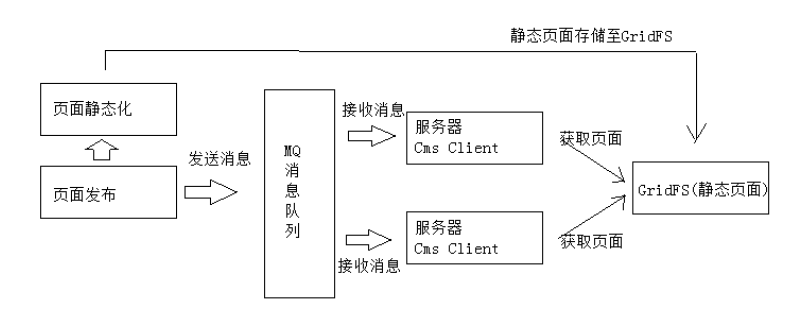 静态页面存储至GridFS
页面静态化
接收消息
服务器
Cms Client
获取页面
发送消息
MQ
消
息
队
列
页面发布
GridFS(静态页面)
服务器
Cms Client
获取页面
接收消息